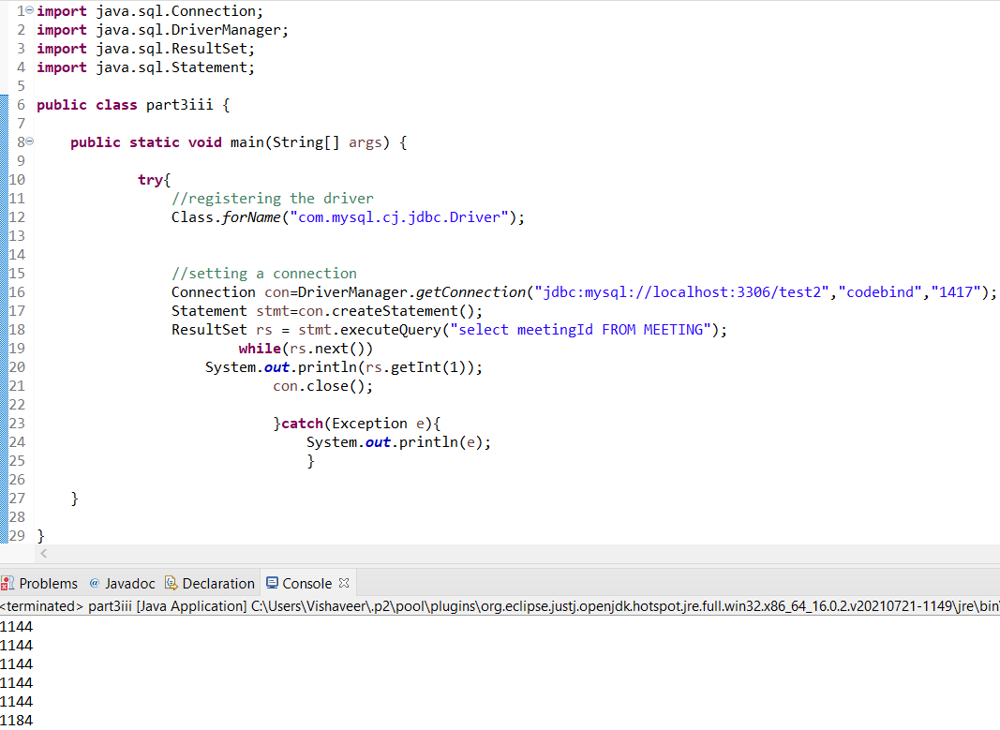 1 import java.sql.Connection;
2 import java.sql.DriverManager;
3 import java.sql.ResultSet;
4 import java.sql.Statement;
5
6 public class part3iii {
7
8 public static void main(String[] args) {
9
10 try{
11 //registering the driver
12 Class.forName("com.mysql.cj.jdbc.Driver");
13
14
15 //setting a connection
16 Connection con=DriverManager.getConnection("jdbc:mysql://localhost:3306/test2","codebind","1417");
17 Statement stmt=con.createStatement();
18 ResultSet rs = stmt.executeQuery("select meetingId FROM MEETING");
19 while(rs.next())
20 System.out.println(rs.getInt(1));
21 con.close();
22
23 }catch(Exception e){
24 System.out.println(e);
25 }
26
27 }
28
29 }
Problems @ Javadoc Declaration Console
<terminated> part3iii [Java Application] C:\Users\Vishaveer\.p2\pool\plugins\org.eclipse.justj.openjdk.hotspot.jre.full.win32.x86_64_16.0.2.v20210721-1149\jre\bin\
1144
1144
1144
1144
1144
1184